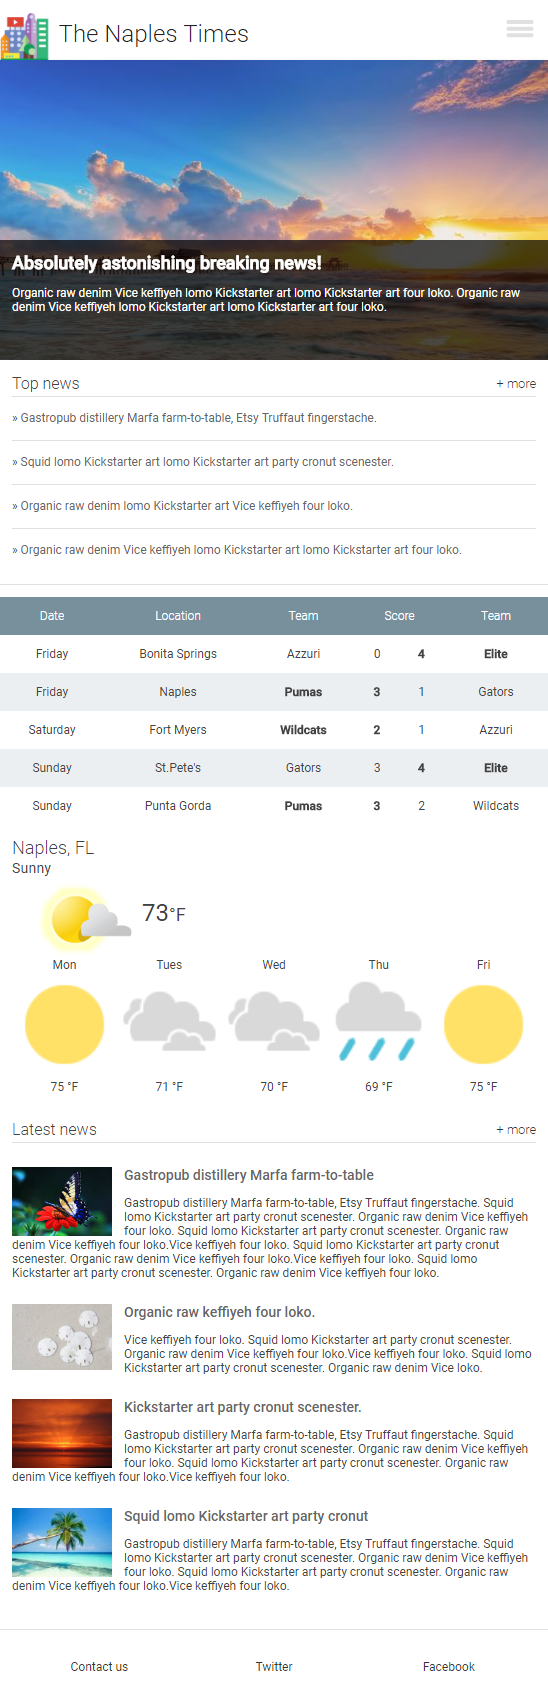 The Naples Times
Absolutely astonishing breaking news!
Organic raw denim Vice keffiyeh lomo Kickstarter art lomo Kickstarter art four loko. Organic raw
denim Vice keffiyeh lomo Kickstarter art lomo Kickstarter art four loko.
Top news + more
» Gastropub distillery Marfa farm-to-table, Etsy Truffaut fingerstache.
» Squid lomo Kickstarter art lomo Kickstarter art party cronut scenester.
» Organic raw denim lomo Kickstarter art Vice keffiyeh four loko.
» Organic raw denim Vice keffiyeh lomo Kickstarter art lomo Kickstarter art four loko.
Date Location Team Score Team
Friday Bonita Springs Azzuri 0 4 Elite
Friday Naples Pumas 3 1 Gators
Saturday Fort Myers Wildcats 2 1 Azzuri
Sunday St.Pete's Gators 3 4 Elite
Sunday Punta Gorda Pumas 3 2 Wildcats
Naples, FL
Sunny
73°F
Mon Tues Wed Thu Fri
75 °F 71 °F 70 °F 69 °F 75 °F
Latest news + more
Gastropub distillery Marfa farm-to-table
Gastropub distillery Marfa farm-to-table, Etsy Truffaut fingerstache. Squid
lomo Kickstarter art party cronut scenester. Organic raw denim Vice keffiyeh
four loko. Squid lomo Kickstarter art party cronut scenester. Organic raw
denim Vice keffiyeh four loko.Vice keffiyeh four loko. Squid lomo Kickstarter art party cronut
scenester. Organic raw denim Vice keffiyeh four loko.Vice keffiyeh four loko. Squid lomo
Kickstarter art party cronut scenester. Organic raw denim Vice keffiyeh four loko.
Organic raw keffiyeh four loko.
Vice keffiyeh four loko. Squid lomo Kickstarter art party cronut scenester.
Organic raw denim Vice keffiyeh four loko.Vice keffiyeh four loko. Squid lomo
Kickstarter art party cronut scenester. Organic raw denim Vice loko.
Kickstarter art party cronut scenester.
Gastropub distillery Marfa farm-to-table, Etsy Truffaut fingerstache. Squid
lomo Kickstarter art party cronut scenester. Organic raw denim Vice keffiyeh
four loko. Squid lomo Kickstarter art party cronut scenester. Organic raw
denim Vice keffiyeh four loko.Vice keffiyeh four loko.
Squid lomo Kickstarter art party cronut
Gastropub distillery Marfa farm-to-table, Etsy Truffaut fingerstache. Squid
lomo Kickstarter art party cronut scenester. Organic raw denim Vice keffiyeh
four loko. Squid lomo Kickstarter art party cronut scenester. Organic raw
denim Vice keffiyeh four loko.Vice keffiyeh four loko.
Contact us Twitter Facebook